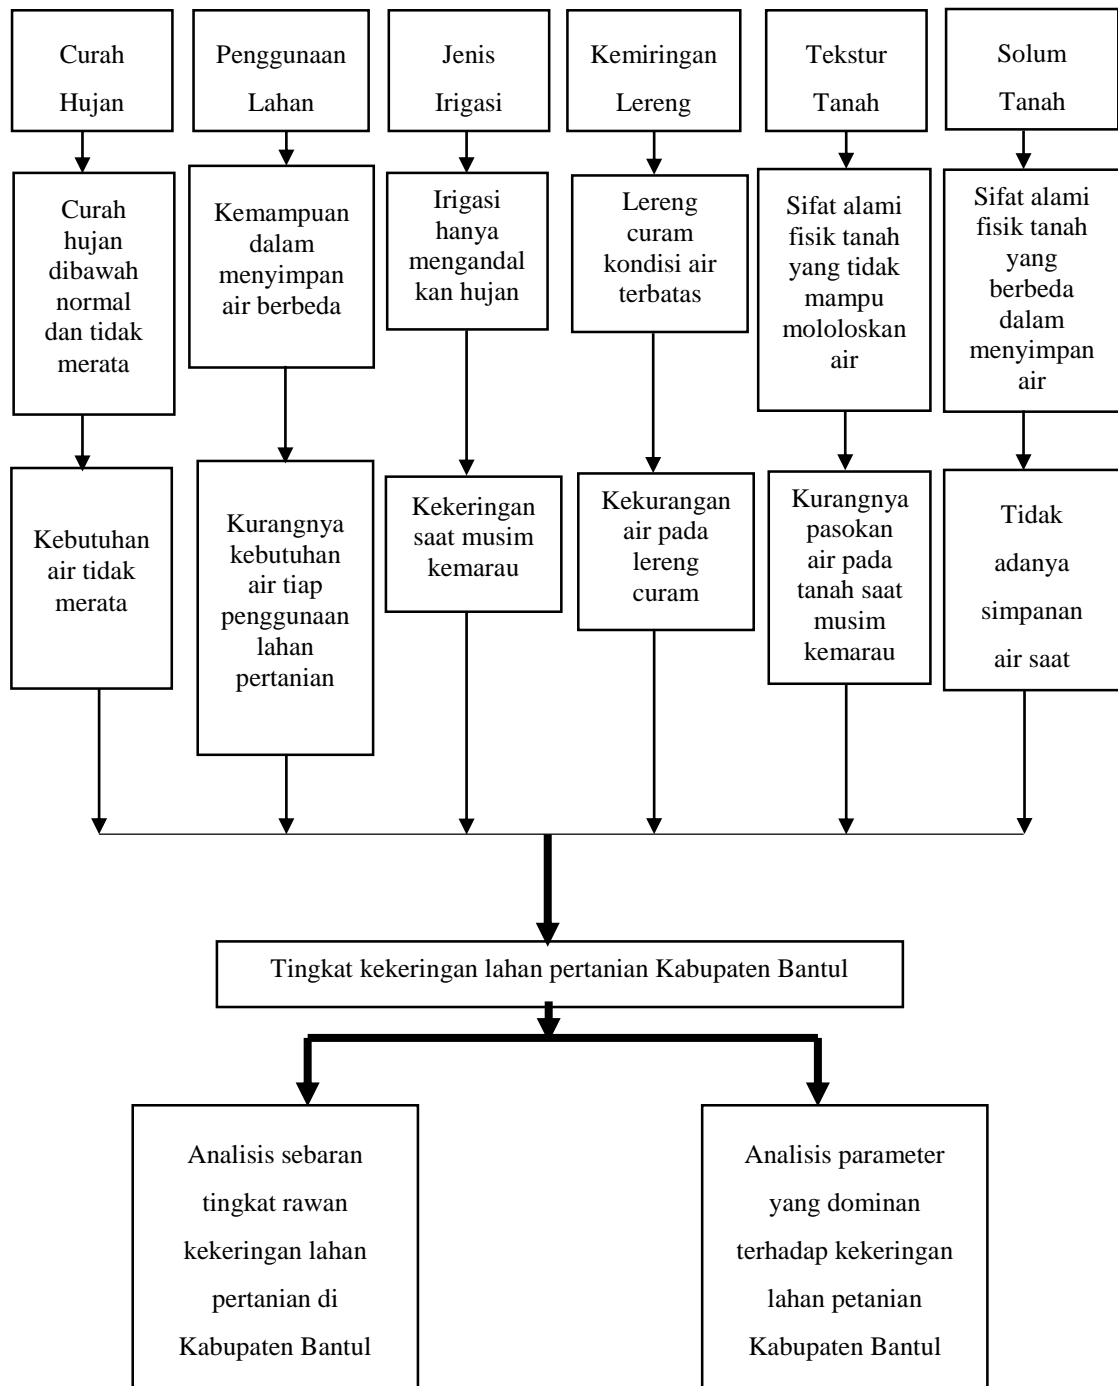 Curah
Hujan
Penggunaan
Lahan
Jenis
Irigasi
Kemiringan
Lereng
Tekstur
Tanah
Solum
Tanah
Curah
hujan
dibawah
normal
dan tidak
merata
Kemampuan
dalam
menyimpan
air berbeda
Irigasi
hanya
mengandal
kan hujan
Lereng
curam
kondisi air
terbatas
Sifat alami
fisik tanah
yang tidak
mampu
mololoskan
air
Sifat alami
fisik tanah
yang
berbeda
dalam
menyimpan
air
Kebutuhan
air tidak
merata
Kurangnya
kebutuhan
air tiap
penggunaan
lahan
pertanian
Kekeringan
saat musim
kemarau
Kekurangan
air pada
lereng
curam
Kurangnya
pasokan
air pada
tanah saat
musim
kemarau
Tidak
adanya
simpanan
air saat
Tingkat kekeringan lahan pertanian Kabupaten Bantul
Analisis sebaran
tingkat rawan
kekeringan lahan
pertanian di
Kabupaten Bantul
Analisis parameter
yang dominan
terhadap kekeringan
lahan petanian
Kabupaten Bantul